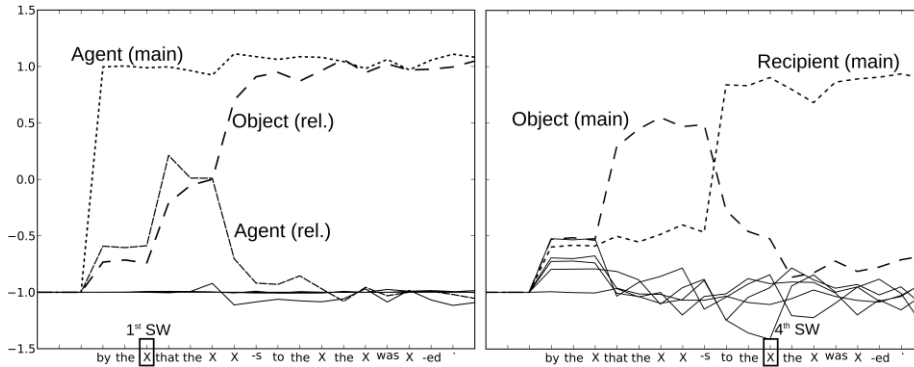 1.5
1.0
0.5
0.0
−0.5
−1.0
−1.5
Agent (main)
Object (rel.)
Agent (rel.)
1st SW
by the X that the X X -s to the X the X was X -ed .
Recipient (main)
Object (main)
4th SW
by the X that the X X -s to the X the X was X -ed .